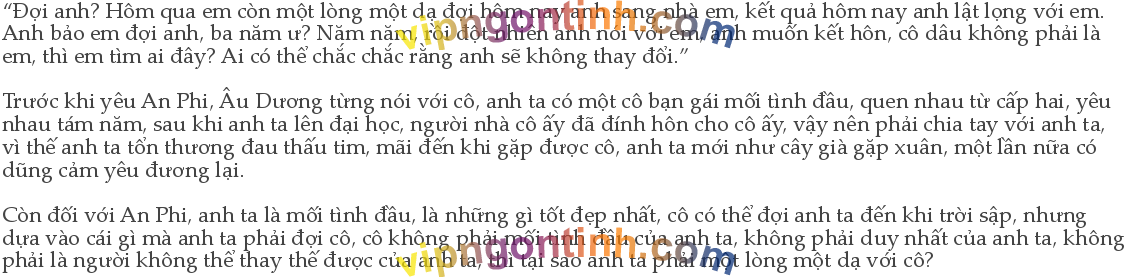 “Đợi anh? Hôm qua em còn một lòng một dạ đợi hôm nay anh sang nhà em, kết quả hôm nay anh lật lọng với em.
Anh bảo em đợi anh, ba năm ư? Năm năm, rồi đột nhiên anh nói với em, anh muốn kết hôn, cô dâu không phải là
em, thì em tìm ai đây? Ai có thể chắc chắc rằng anh sẽ không thay đổi.”
Trước khi yêu An Phi, Âu Dương từng nói với cô, anh ta có một cô bạn gái mối tình đầu, quen nhau từ cấp hai, yêu
nhau tám năm, sau khi anh ta lên đại học, người nhà cô ấy đã đính hôn cho cô ấy, vậy nên phải chia tay với anh ta,
vì thế anh ta tổn thương đau thấu tim, mãi đến khi gặp được cô, anh ta mới như cây già gặp xuân, một lần nữa có
dũng cảm yêu đương lại.
Còn đối với An Phi, anh ta là mối tình đầu, là những gì tốt đẹp nhất, cô có thể đợi anh ta đến khi trời sập, nhưng
dựa vào cái gì mà anh ta phải đợi cô, cô không phải mối tình đầu của anh ta, không phải duy nhất của anh ta, không
phải là người không thể thay thế được của anh ta, thì tại sao anh ta phải một lòng một dạ với cô?
vipngontinh.com
vipngontinh.com